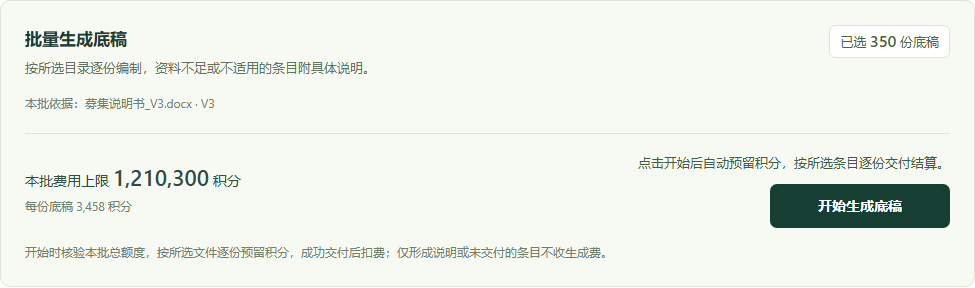 批量生成底稿
已选 350 份底稿
按所选目录逐份编制，资料不足或不适用的条目附具体说明。
本批依据：募集说明书_V3.docx · V3
点击开始后自动预留积分，按所选条目逐份交付结算。
本批费用上限 1,210,300 积分
每份底稿 3,458 积分
开始生成底稿
开始时核验本批总额度，按所选文件逐份预留积分，成功交付后扣费；仅形成说明或未交付的条目不收生成费。